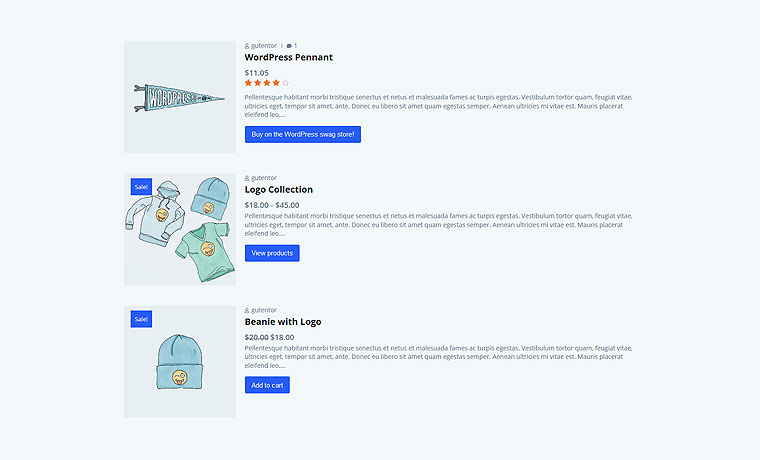 gutentor | 1
WordPress Pennant
$11.05
WORDPRESS
Pellentesque habitant morbi tristique senectus et netus et malesuada fames ac turpis egestas. Vestibulum tortor quam, feugiat vitae,
ultricies eget, tempor sit amet, ante. Donec eu libero sit amet quam egestas semper. Aenean ultricies mi vitae est. Mauris placerat
eleifend leo....
Buy on the WordPress swag store!
Sale!
gutentor
Logo Collection
$18.00 - $45.00
Pellentesque habitant morbi tristique senectus et netus et malesuada fames ac turpis egestas. Vestibulum tortor quam, feugiat vitae,
ultricies eget, tempor sit amet, ante. Donec eu libero sit amet quam egestas semper. Aenean ultricies mi vitae est. Mauris placerat
eleifend leo....
View products
Sale!
gutentor
Beanie with Logo
$20.00 $18.00
Pellentesque habitant morbi tristique senectus et netus et malesuada fames ac turpis egestas. Vestibulum tortor quam, feugiat vitae,
ultricies eget, tempor sit amet, ante. Donec eu libero sit amet quam egestas semper. Aenean ultricies mi vitae est. Mauris placerat
eleifend leo....
Add to cart